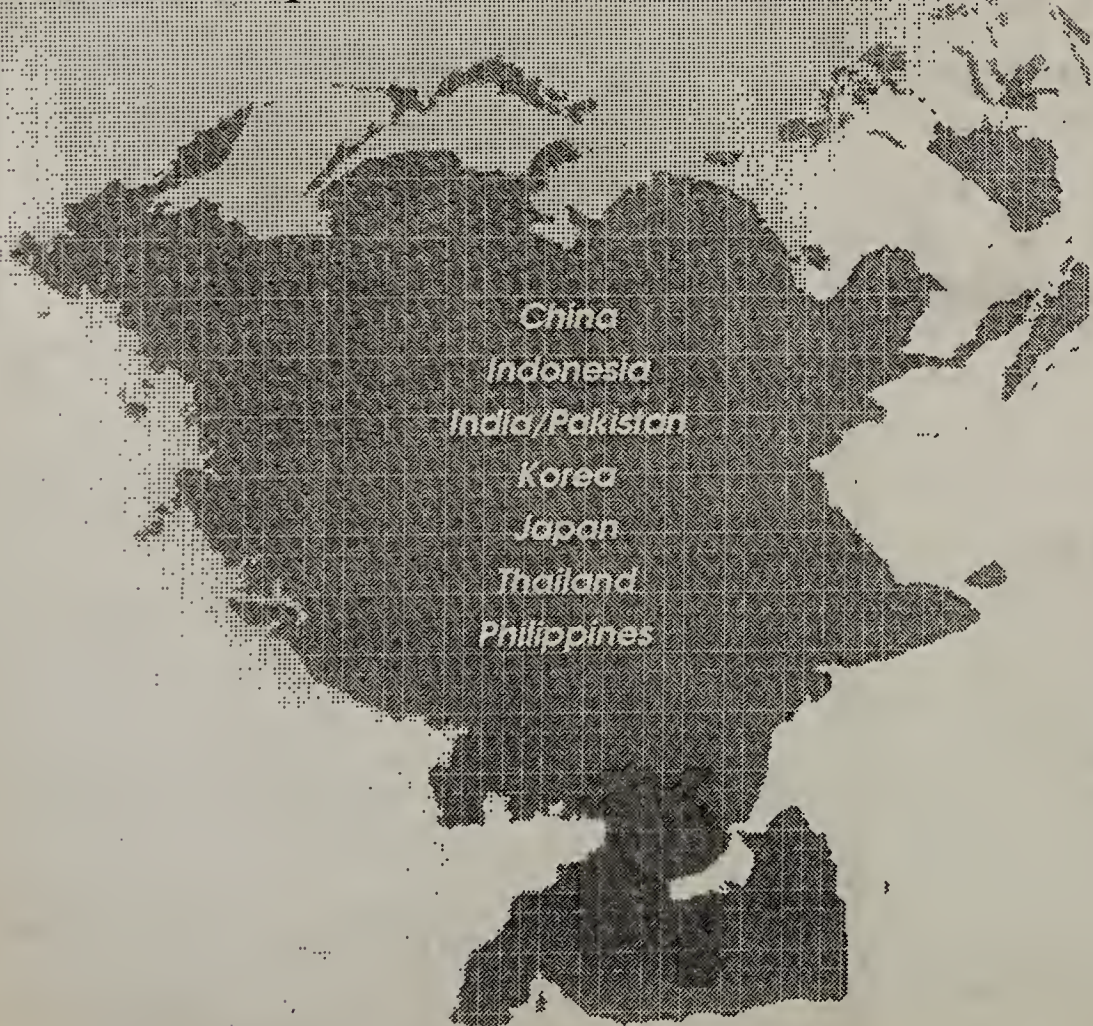 China
Indonesia
India/Pakistan
Korea
Japan
Thailand
Philippines